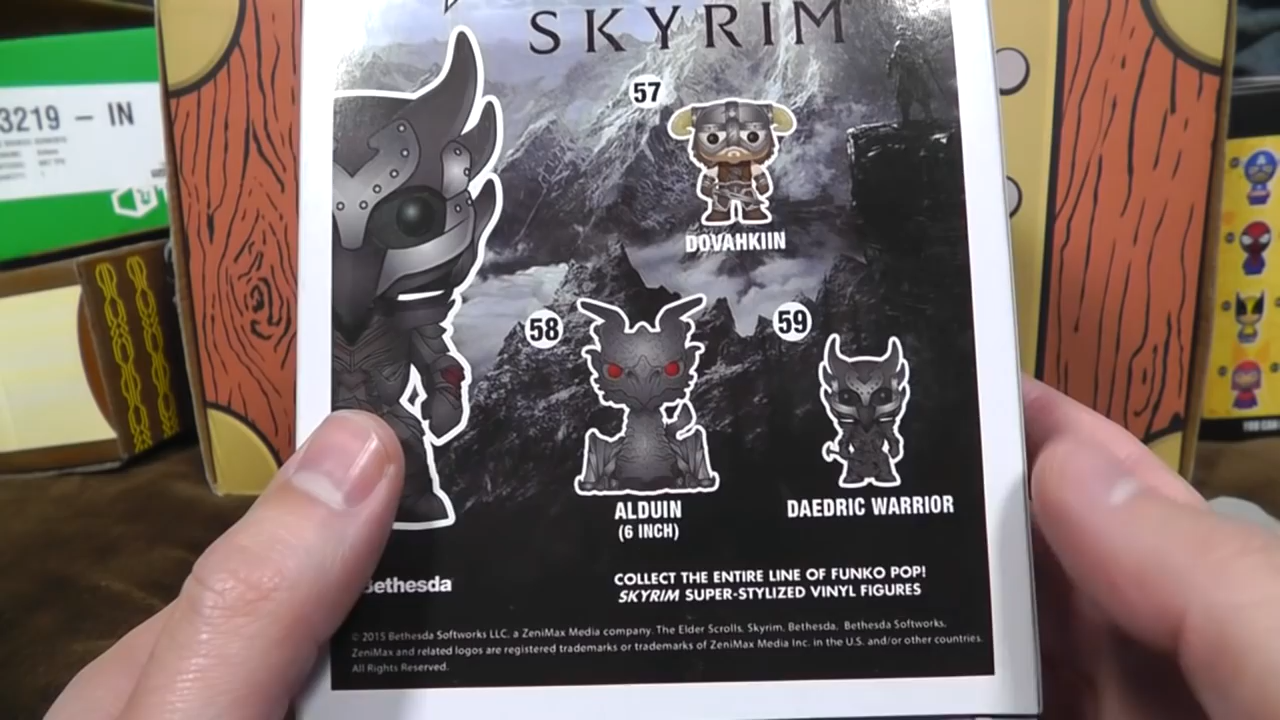 SKYRIM
3219 - IN
57
DOVAHKIIN
58
59
ALDUIN
(6 INCH)
DAEDRIC WARRIOR
Bethesda
COLLECT THE ENTIRE LINE OF FUNKO POP!
SKYRIM SUPER-STYLIZED VINYL FIGURES
© 2015 Bethesda Softworks LLC. a ZeniMax Media company. The Elder Scrolls, Skyrim, Bethesda, Bethesda Softworks,
ZeniMax and related logos are registered trademarks or trademarks of ZeniMax Media Inc. in the U.S. and/or other countries.
All Rights Reserved.